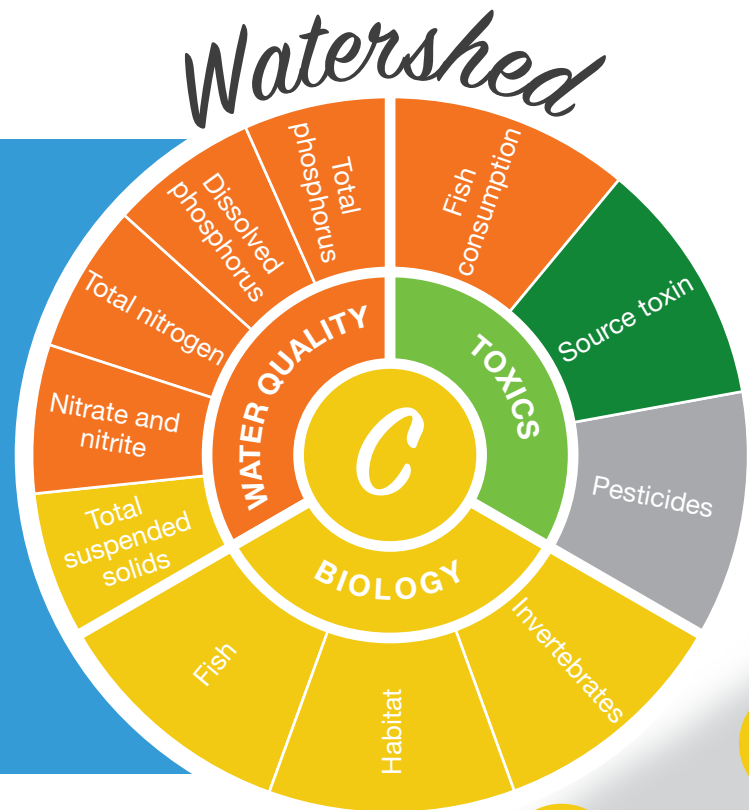 Watershed
Total
phosphorus
Fish
consumption
Dissolved
phosphorus
Source toxin
Total nitrogen
WATER QUALITY
TOXICS
Nitrate and
nitrite
C
Pesticides
Total
suspended
solids
BIOLOGY
Fish
Habitat
Invertebrates